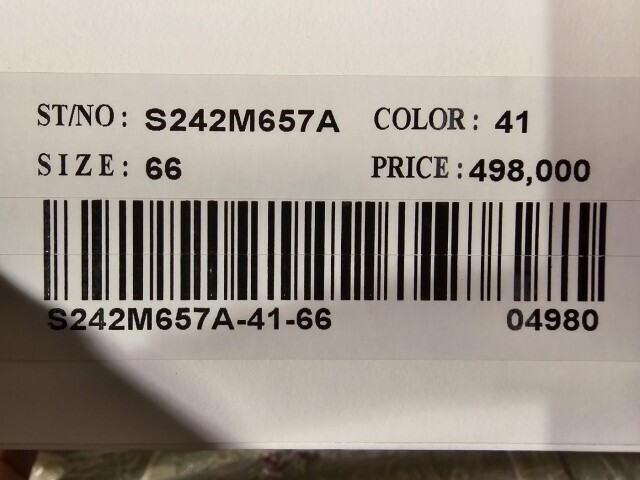 ST/NO: S242M657A COLOR: 41
SIZE: 66 PRICE: 498,000
S242M657A-41-66 04980